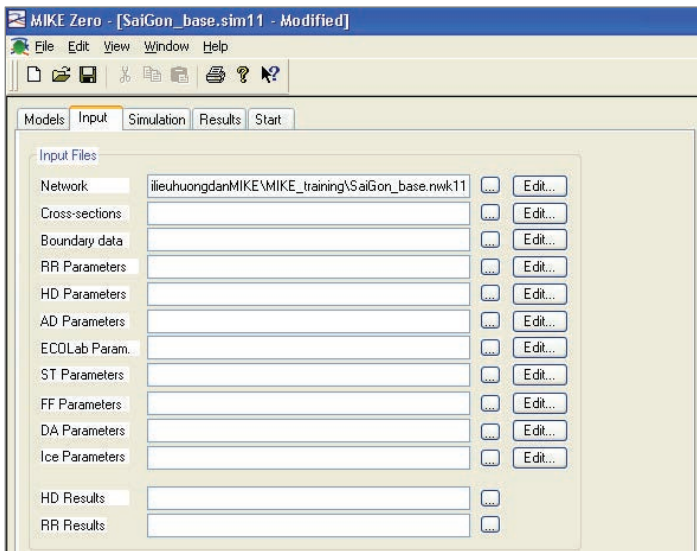 MIKE Zero - [SaiGon_base.sim11 - Modified]
File Edit View Window Help
Models Input Simulation Results Start
Input Files
Network ilieuhuongdanMIKE\MIKE_training\SaiGon_base.nwk11 ... Edit...
Cross-sections ... Edit...
Boundary data ... Edit...
RR Parameters ... Edit...
HD Parameters ... Edit...
AD Parameters ... Edit...
ECOLab Param. ... Edit...
ST Parameters ... Edit...
FF Parameters ... Edit...
DA Parameters ... Edit...
Ice Parameters ... Edit...
HD Results ...
RR Results ...